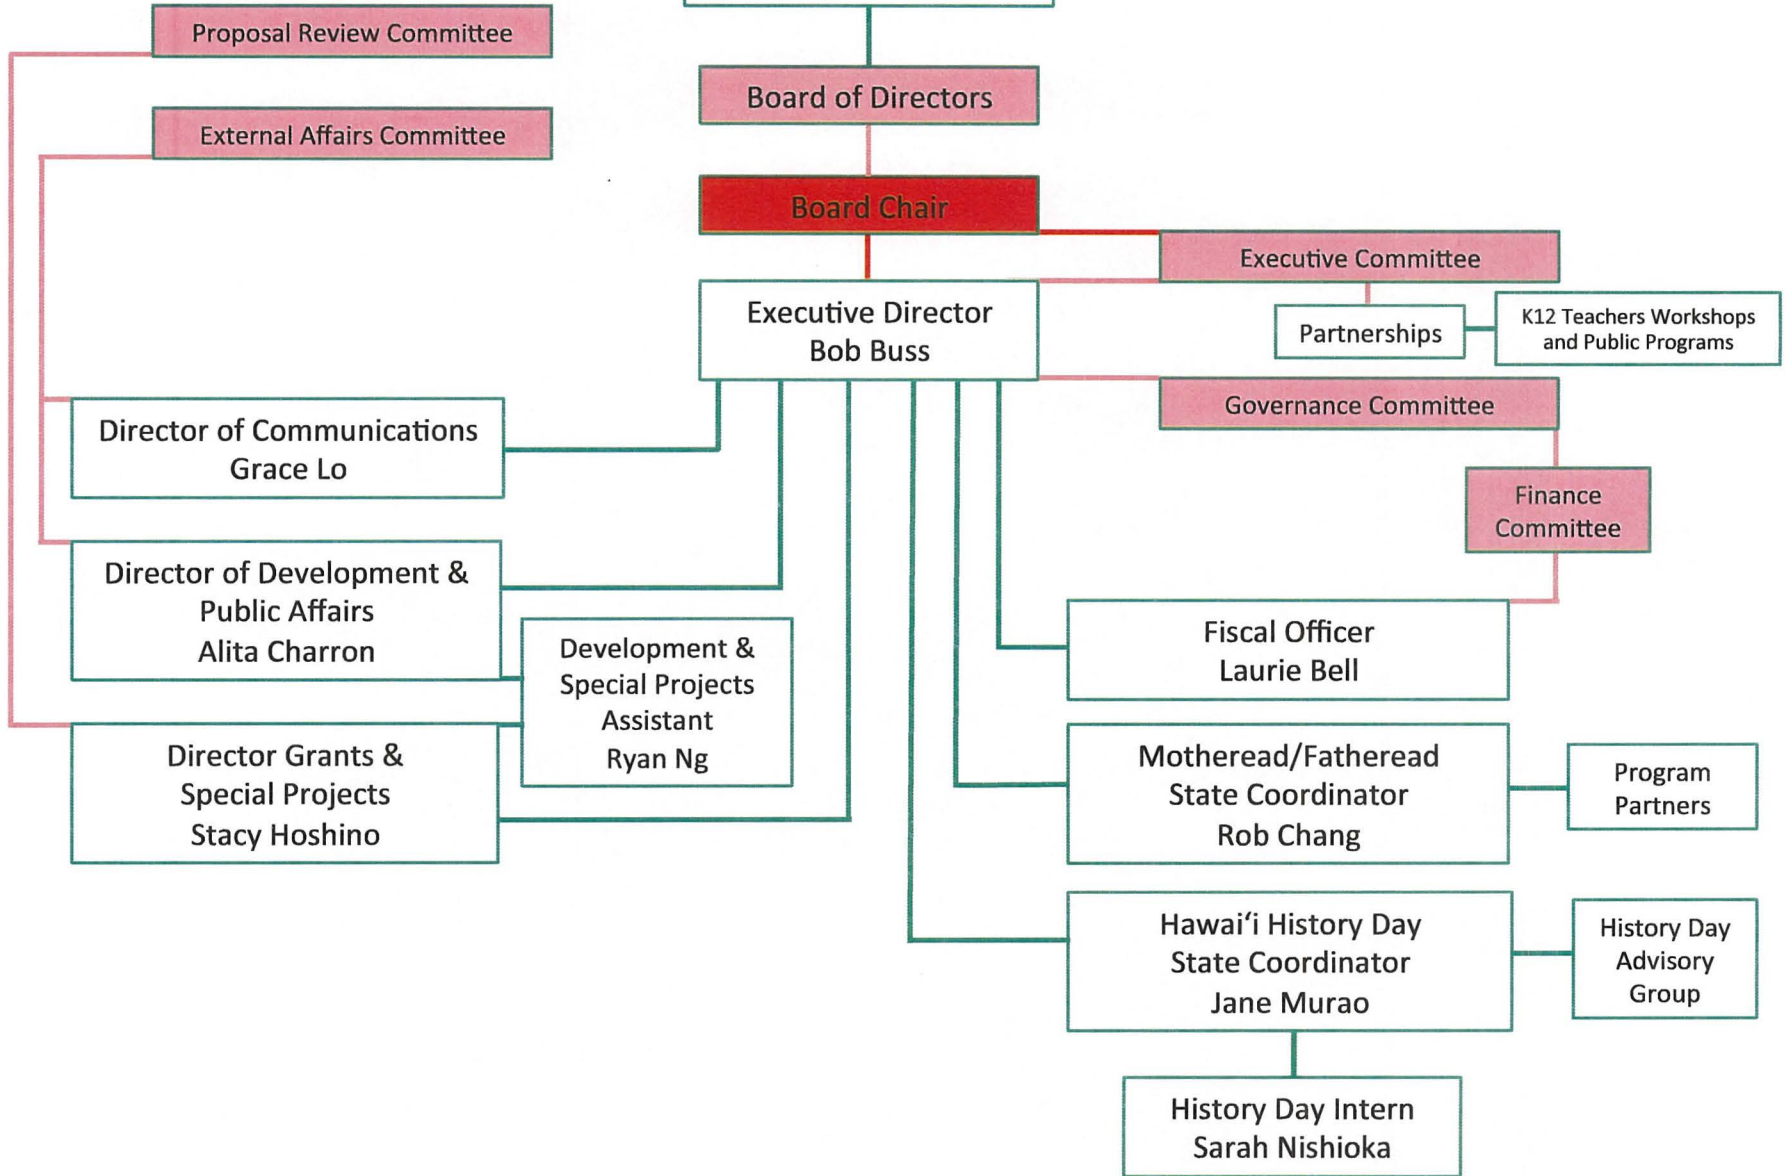 Proposal Review Committee
External Affairs Committee
Board of Directors
Board Chair
Executive Committee
Partnerships
K12 Teachers Workshops
and Public Programs
Executive Director
Bob Buss
Governance Committee
Finance
Committee
Director of Communications
Grace Lo
Director of Development &
Public Affairs
Alita Charron
Development &
Special Projects
Assistant
Ryan Ng
Director Grants &
Special Projects
Stacy Hoshino
Fiscal Officer
Laurie Bell
Motheread/Fatheread
State Coordinator
Rob Chang
Program
Partners
Hawai‘i History Day
State Coordinator
Jane Murao
History Day
Advisory
Group
History Day Intern
Sarah Nishioka